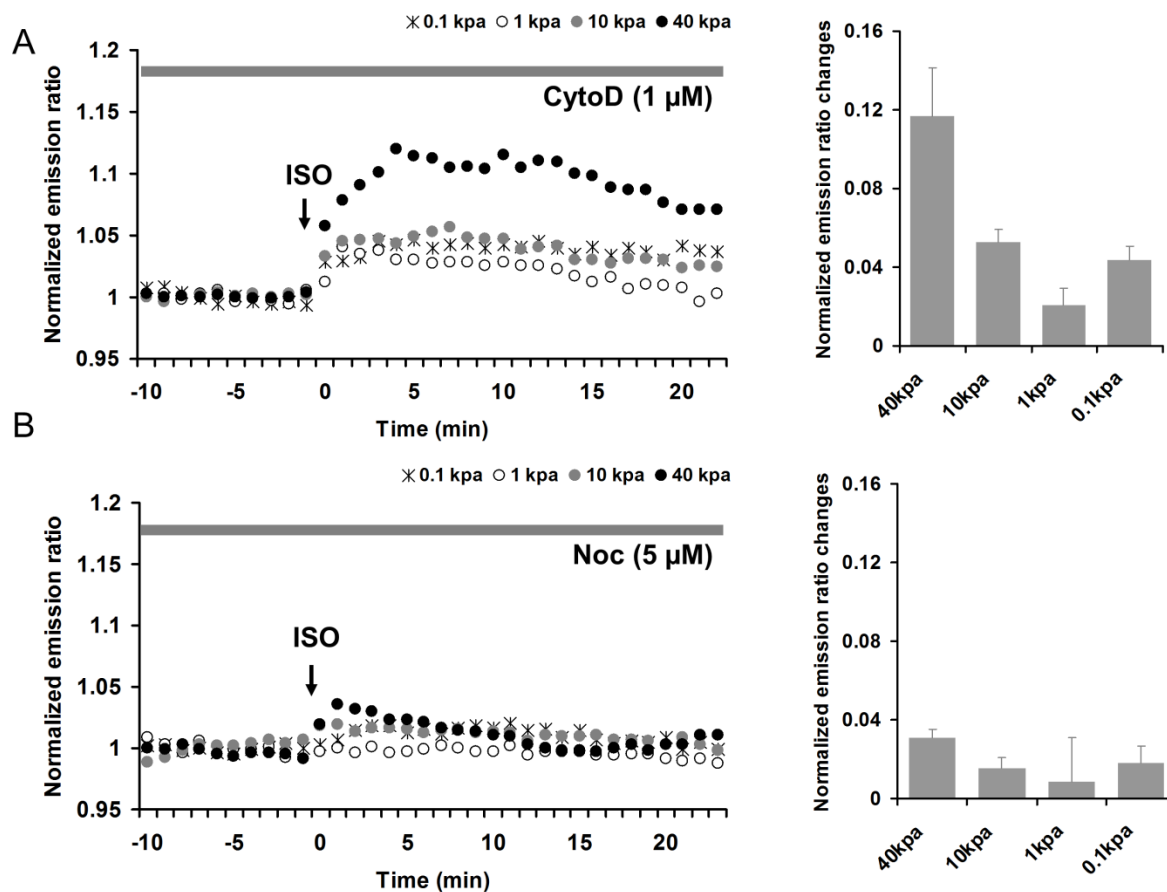 A
0.1 kpa 1 kpa 10 kpa 40 kpa
Normalized emission ratio
1.2
1.15
1.1
1.05
1
0.95
CytoD (1 µM)
ISO
-10 -5 0 5 10 15 20
Time (min)
Normalized emission ratio changes
0.16
0.12
0.08
0.04
0
40kpa 10kpa 1kpa 0.1kpa
B
0.1 kpa 1 kpa 10 kpa 40 kpa
Normalized emission ratio
1.2
1.15
1.1
1.05
1
0.95
Noc (5 µM)
ISO
-10 -5 0 5 10 15 20
Time (min)
Normalized emission ratio changes
0.16
0.12
0.08
0.04
0
40kpa 10kpa 1kpa 0.1kpa